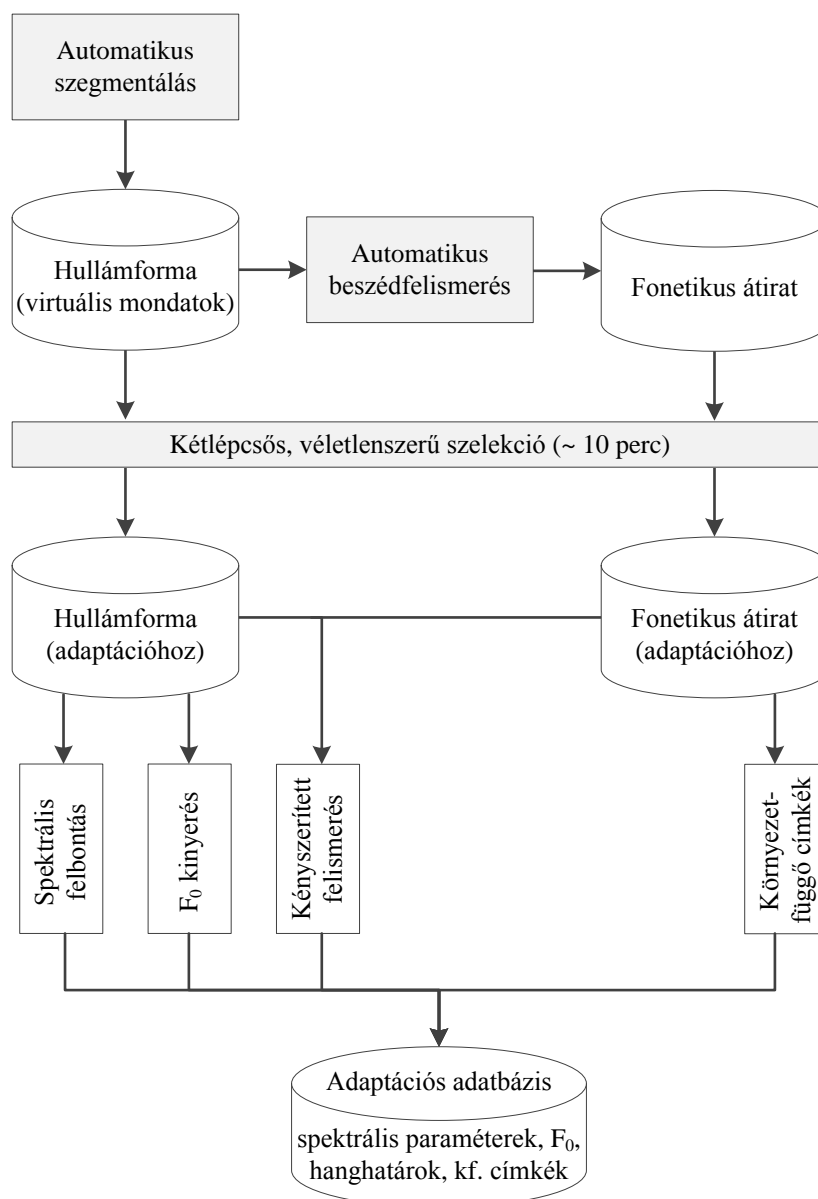 Automatikus
szegmentálás
Hullámforma
(virtuális mondatok)
Automatikus
beszédfelismerés
Fonetikus átirat
Kétlépcsős, véletlenszerű szelekció (~ 10 perc)
Hullámforma
(adaptációhoz)
Fonetikus átirat
(adaptációhoz)
Spektrális
felbontás
F₀ kinyerés
Kényszerített
felismerés
Környezet-
függő címkék
Adaptációs adatbázis
spektrális paraméterek, F₀,
hanghatárok, kf. címkék